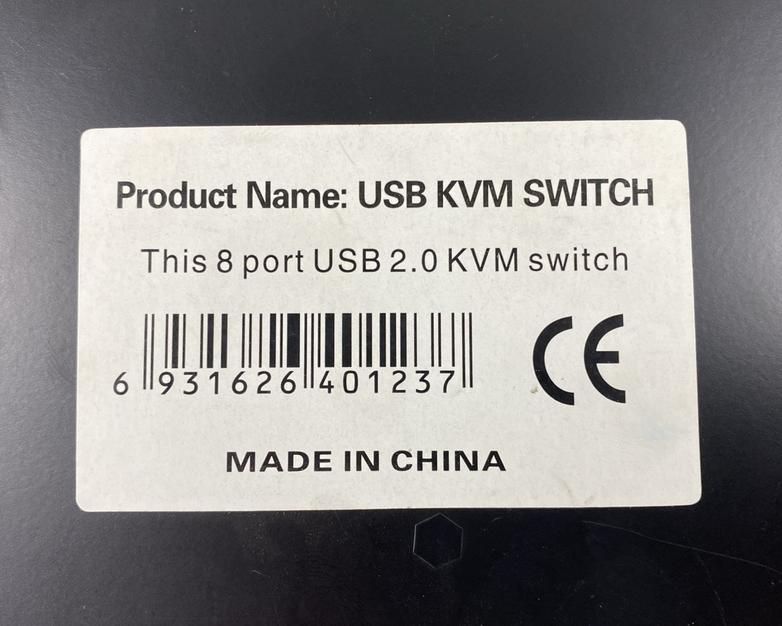 Product Name: USB KVM SWITCH
This 8 port USB 2.0 KVM switch
6 931626 401237
CE
MADE IN CHINA